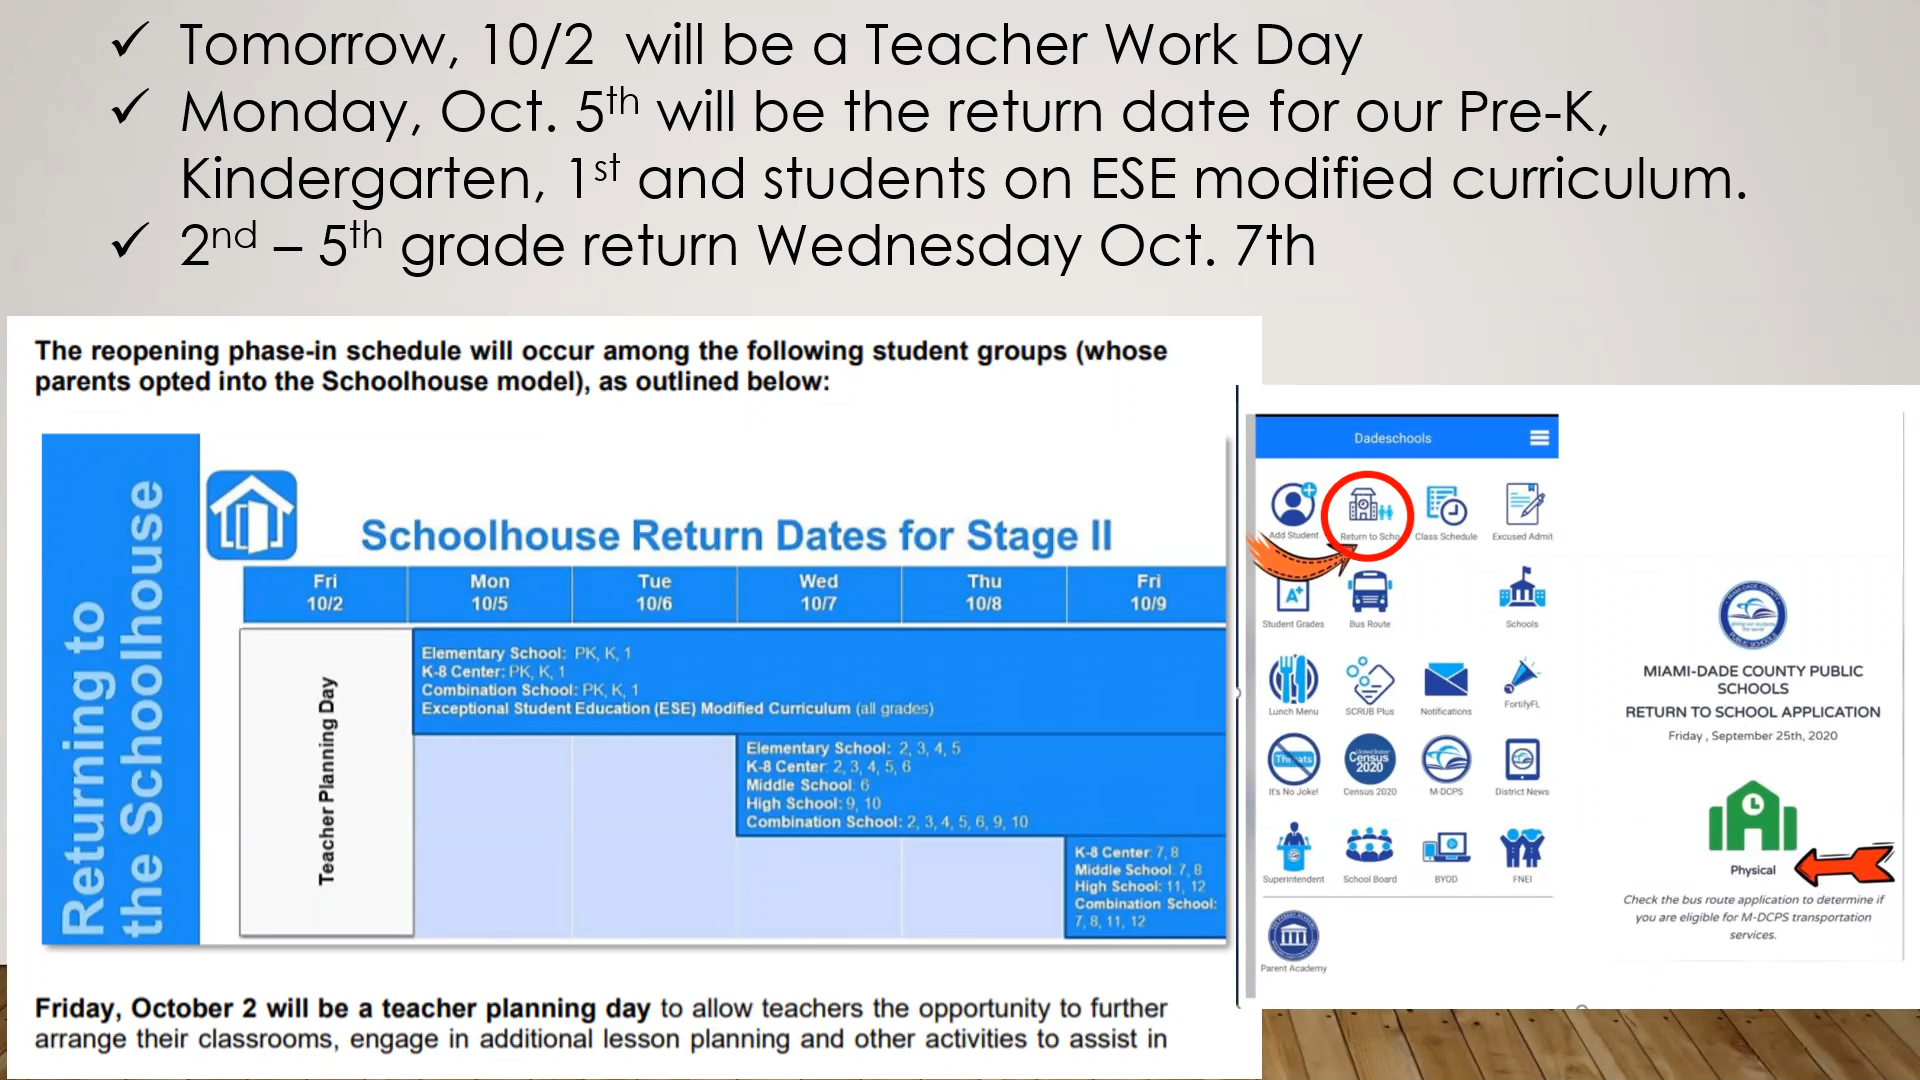 ✓ Tomorrow, 10/2 will be a Teacher Work Day
✓ Monday, Oct. 5th will be the return date for our Pre-K,
Kindergarten, 1st and students on ESE modified curriculum.
✓ 2nd – 5th grade return Wednesday Oct. 7th
The reopening phase-in schedule will occur among the following student groups (whose
parents opted into the Schoolhouse model), as outlined below:
Returning to
the Schoolhouse
Schoolhouse Return Dates for Stage II
Fri Mon Tue Wed Thu Fri
10/2 10/5 10/6 10/7 10/8 10/9
Teacher Planning Day
Elementary School: PK, K, 1
K-8 Center: PK, K, 1
Combination School: PK, K, 1
Exceptional Student Education (ESE) Modified Curriculum (all grades)
Elementary School: 2, 3, 4, 5
K-8 Center: 2, 3, 4, 5, 6
Middle School: 6
High School: 9, 10
Combination School: 2, 3, 4, 5, 6, 9, 10
K-8 Center: 7, 8
Middle School: 7, 8
High School: 11, 12
Combination School:
7, 8, 11, 12
Friday, October 2 will be a teacher planning day to allow teachers the opportunity to further
arrange their classrooms, engage in additional lesson planning and other activities to assist in
Dadeschools
Add Student Return to Scho Class Schedule Excused Admit
A+
Student Grades Bus Route Schools
Lunch Menu SCRUB Plus Notifications FortifyFL
Threats
Census
2020
It's No Joke! Census 2020 M-DCPS District News
Superintendent School Board BYOD FNEI
Parent Academy
MIAMI-DADE COUNTY
PUBLIC SCHOOLS
MIAMI-DADE COUNTY PUBLIC
SCHOOLS
RETURN TO SCHOOL APPLICATION
Friday , September 25th, 2020
Physical
Check the bus route application to determine if
you are eligible for M-DCPS transportation
services.